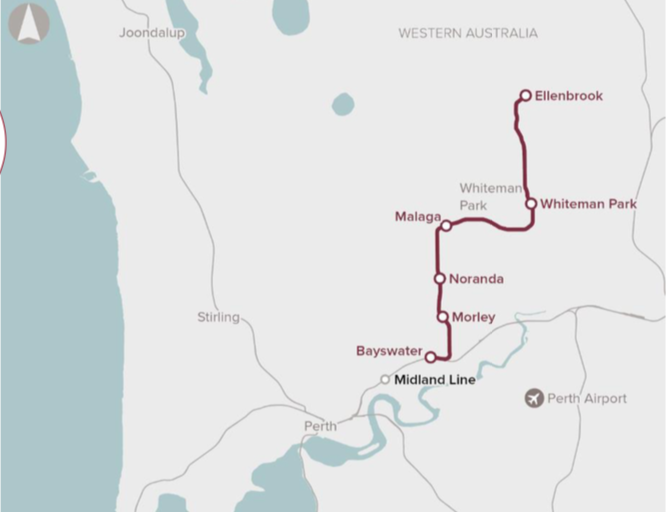 Joondalup
WESTERN AUSTRALIA
Ellenbrook
Whiteman
Park
Whiteman Park
Malaga
Noranda
Stirling
Morley
Bayswater
Midland Line
Perth Airport
Perth